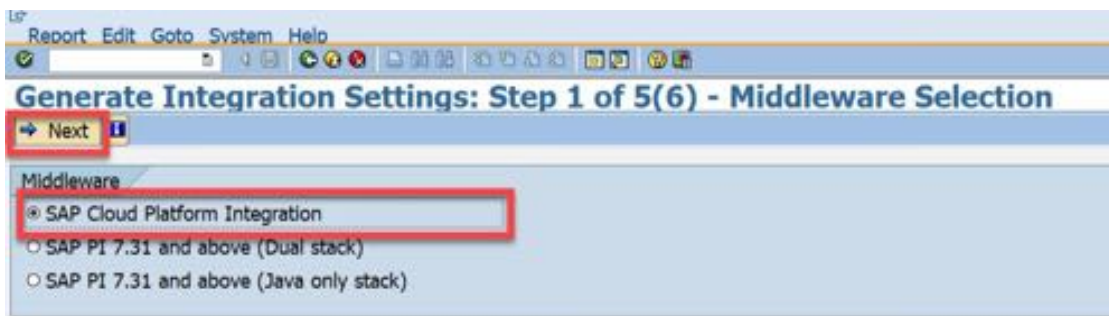 Report Edit Goto System Help
Generate Integration Settings: Step 1 of 5(6) - Middleware Selection
Next
Middleware
SAP Cloud Platform Integration
SAP PI 7.31 and above (Dual stack)
SAP PI 7.31 and above (Java only stack)